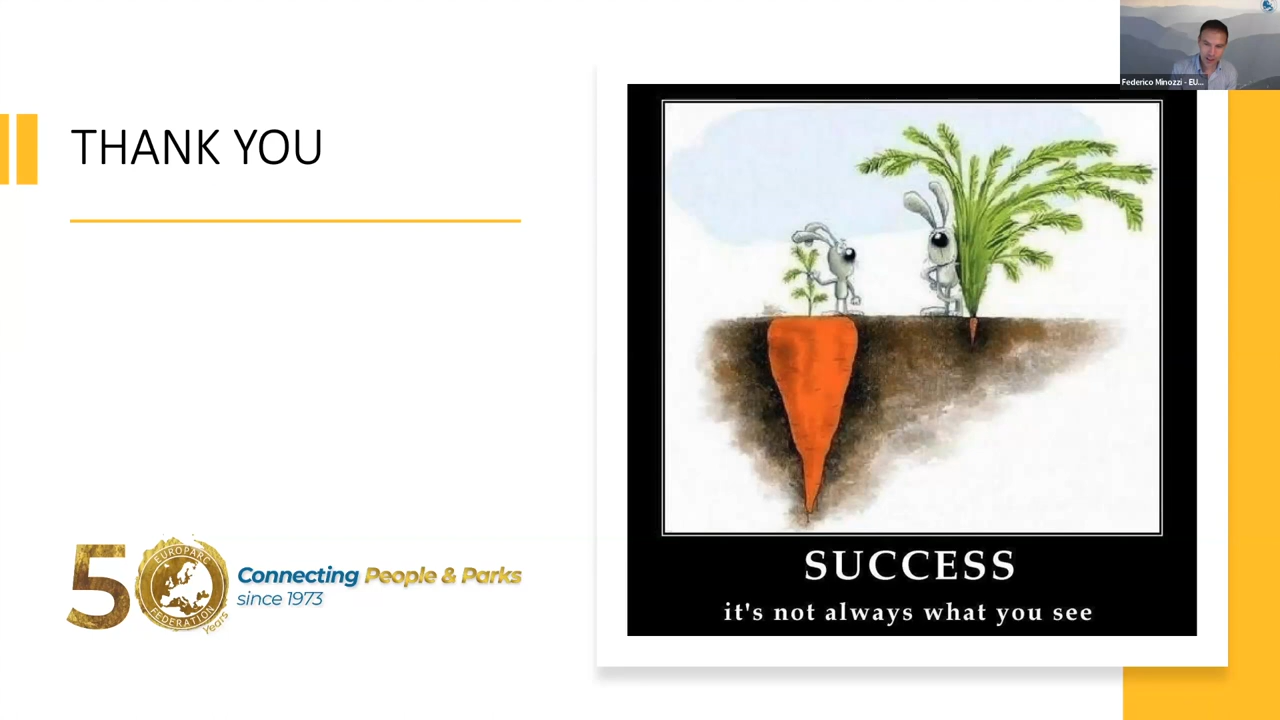 Federico Minozzi - EU...
THANK YOU
SUCCESS
it's not always what you see
50
EUROPARC
FEDERATION
Years
Connecting People & Parks
since 1973